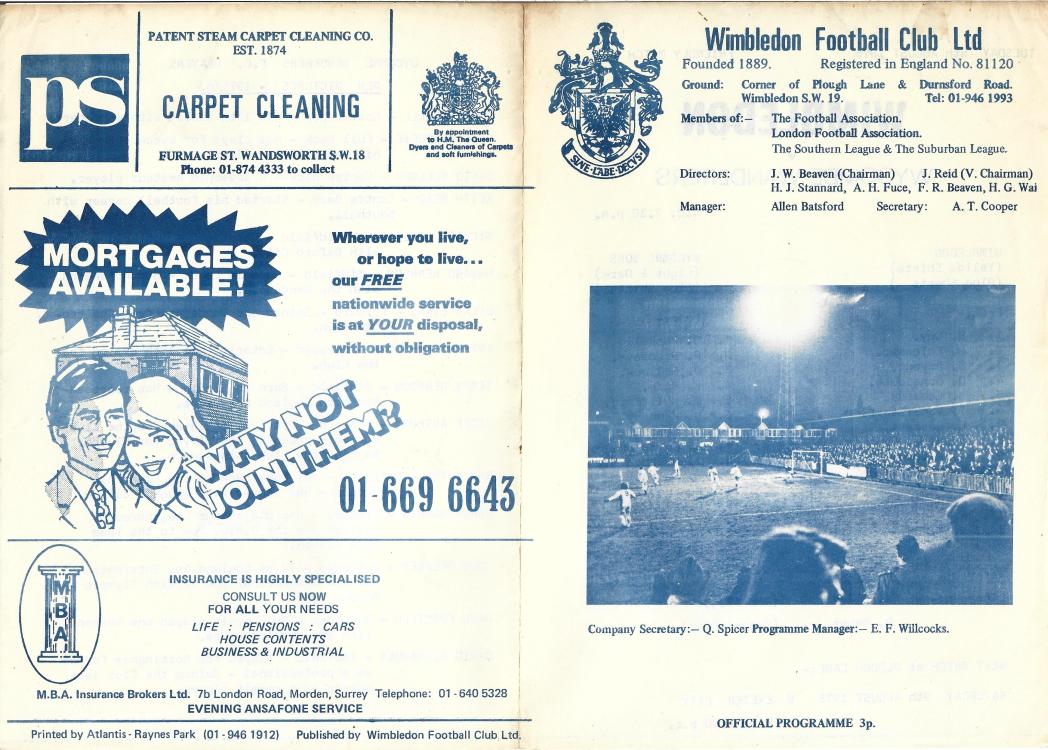 PATENT STEAM CARPET CLEANING CO.
EST. 1874
ps
CARPET CLEANING
FURMAGE ST. WANDSWORTH S.W.18
Phone: 01-874 4333 to collect
By appointment
to H.M. The Queen.
Dyers and Cleaners of Carpets
and soft furnishings.
MORTGAGES
AVAILABLE!
Wherever you live,
or hope to live...
our FREE
nationwide service
is at YOUR disposal,
without obligation
WHY NOT
JOIN THEM?
01-669 6643
MBA
INSURANCE IS HIGHLY SPECIALISED
CONSULT US NOW
FOR ALL YOUR NEEDS
LIFE : PENSIONS : CARS
HOUSE CONTENTS
BUSINESS & INDUSTRIAL
M.B.A. Insurance Brokers Ltd. 7b London Road, Morden, Surrey Telephone: 01-640 5328
EVENING ANSAFONE SERVICE
Printed by Atlantis - Raynes Park (01-946 1912) Published by Wimbledon Football Club Ltd.
Wimbledon Football Club Ltd
Founded 1889. Registered in England No. 81120
Ground: Corner of Plough Lane & Durnsford Road.
Wimbledon S.W. 19. Tel: 01-946 1993
Members of:— The Football Association.
London Football Association.
The Southern League & The Suburban League.
Directors: J. W. Beaven (Chairman) J. Reid (V. Chairman)
H. J. Stannard, A. H. Fuce, F. R. Beaven, H. G. Wai
Manager: Allen Batsford Secretary: A. T. Cooper
SINE·LABE·DECVS
Company Secretary:— Q. Spicer Programme Manager:— E. F. Willcocks.
OFFICIAL PROGRAMME 3p.